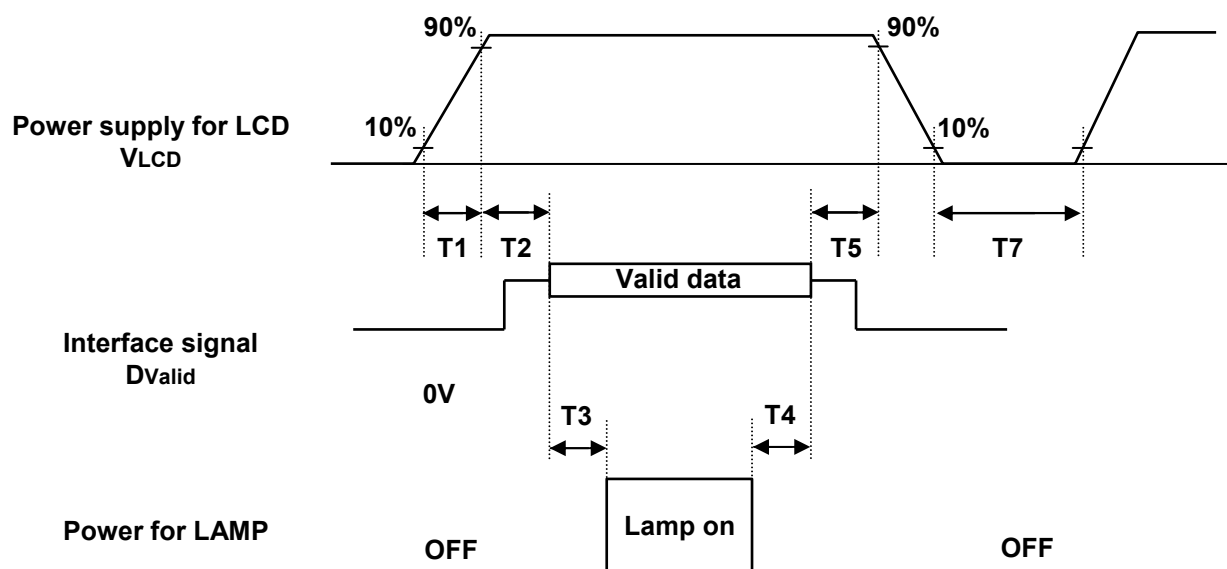 90%
90%
Power supply for LCD
VLCD
10%
10%
T1
T2
T5
T7
Valid data
Interface signal
DValid
0V
T3
T4
Power for LAMP
OFF
Lamp on
OFF